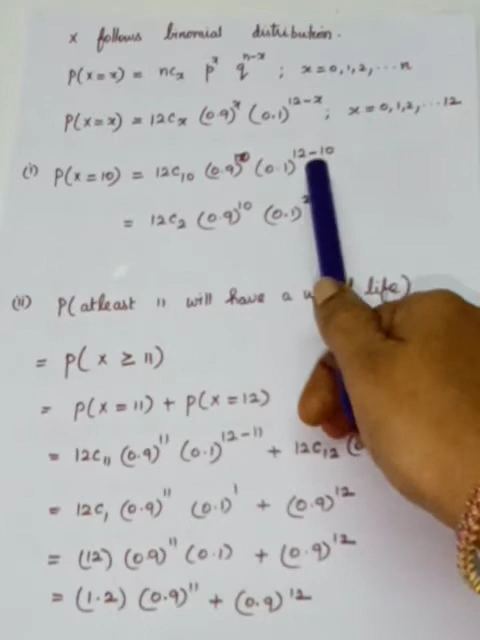 x follows binomial distribution.
P(x=x) = nCx p^x q^n-x ; x=0,1,2,...n
P(x=x) = 12Cx (0.9)^x (0.1)^12-x ; x=0,1,2,...12
(i) P(x=10) = 12C10 (0.9) (0.1)^12-10
= 12C2 (0.9)^10 (0.1)^2
(ii) P(atleast 11 will have a life)
= P(x ≥ 11)
= P(x=11) + P(x=12)
= 12C11 (0.9)^11 (0.1)^12-11 + 12C12 (0
= 12C1 (0.9)^11 (0.1)^1 + (0.9)^12
= (12) (0.9)^11 (0.1) + (0.9)^12
= (1.2) (0.9)^11 + (0.9)^12